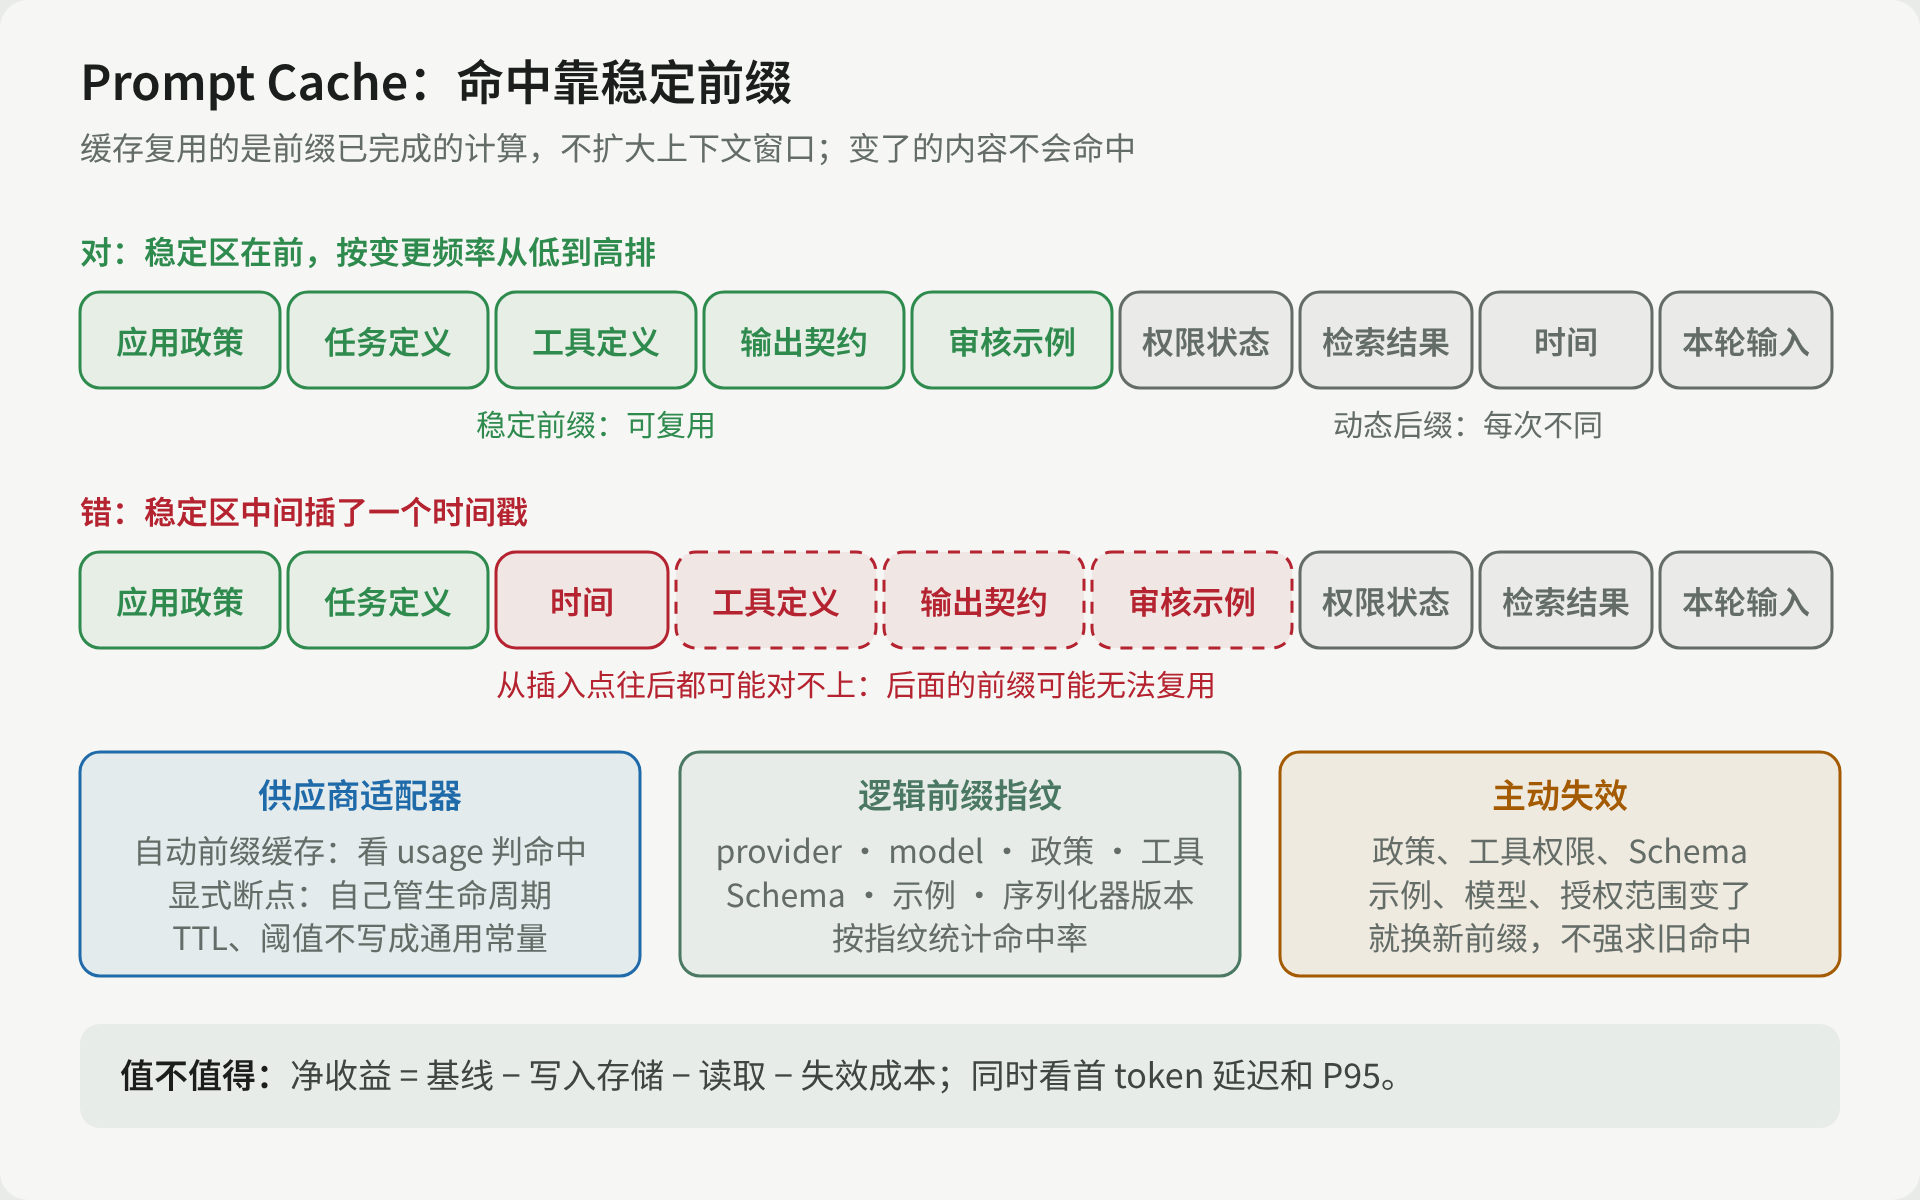 Prompt Cache：命中靠稳定前缀
缓存复用的是前缀已完成的计算，不扩大上下文窗口；变了的内容不会命中
对：稳定区在前，按变更频率从低到高排
应用政策 任务定义 工具定义 输出契约 审核示例 权限状态 检索结果 时间 本轮输入
稳定前缀：可复用 动态后缀：每次不同
错：稳定区中间插了一个时间戳
应用政策 任务定义 时间 工具定义 输出契约 审核示例 权限状态 检索结果 本轮输入
从插入点往后都可能对不上：后面的前缀可能无法复用
供应商适配器
自动前缀缓存：看 usage 判命中
显式断点：自己管生命周期
TTL、阈值不写成通用常量
逻辑前缀指纹
provider · model · 政策 · 工具
Schema · 示例 · 序列化器版本
按指纹统计命中率
主动失效
政策、工具权限、Schema
示例、模型、授权范围变了
就换新前缀，不强求旧命中
值不值得：净收益 = 基线 − 写入存储 − 读取 − 失效成本；同时看首 token 延迟和 P95。